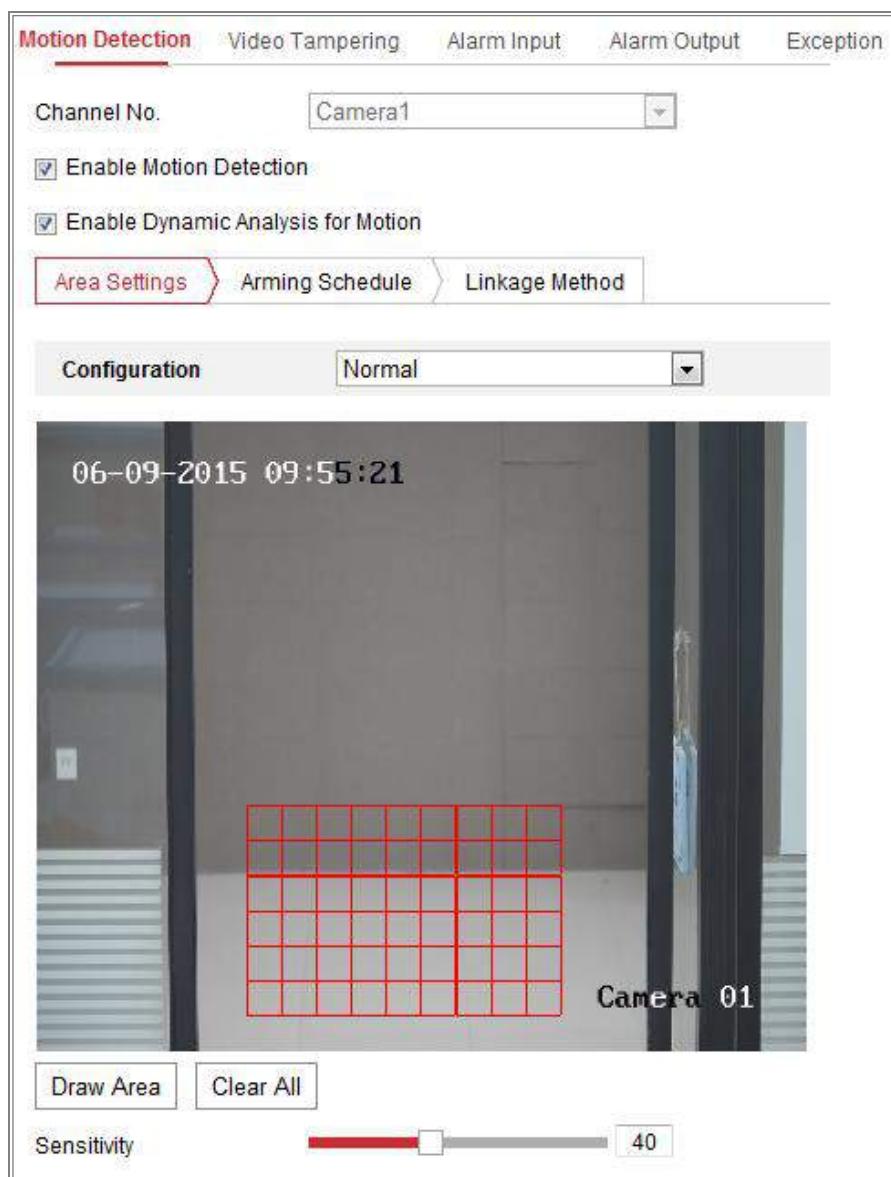 Motion Detection Video Tampering Alarm Input Alarm Output Exception
Channel No. Camera1
Enable Motion Detection
Enable Dynamic Analysis for Motion
Area Settings Arming Schedule Linkage Method
Configuration Normal
06-09-2015 09:55:21
Camera 01
Draw Area Clear All
Sensitivity 40